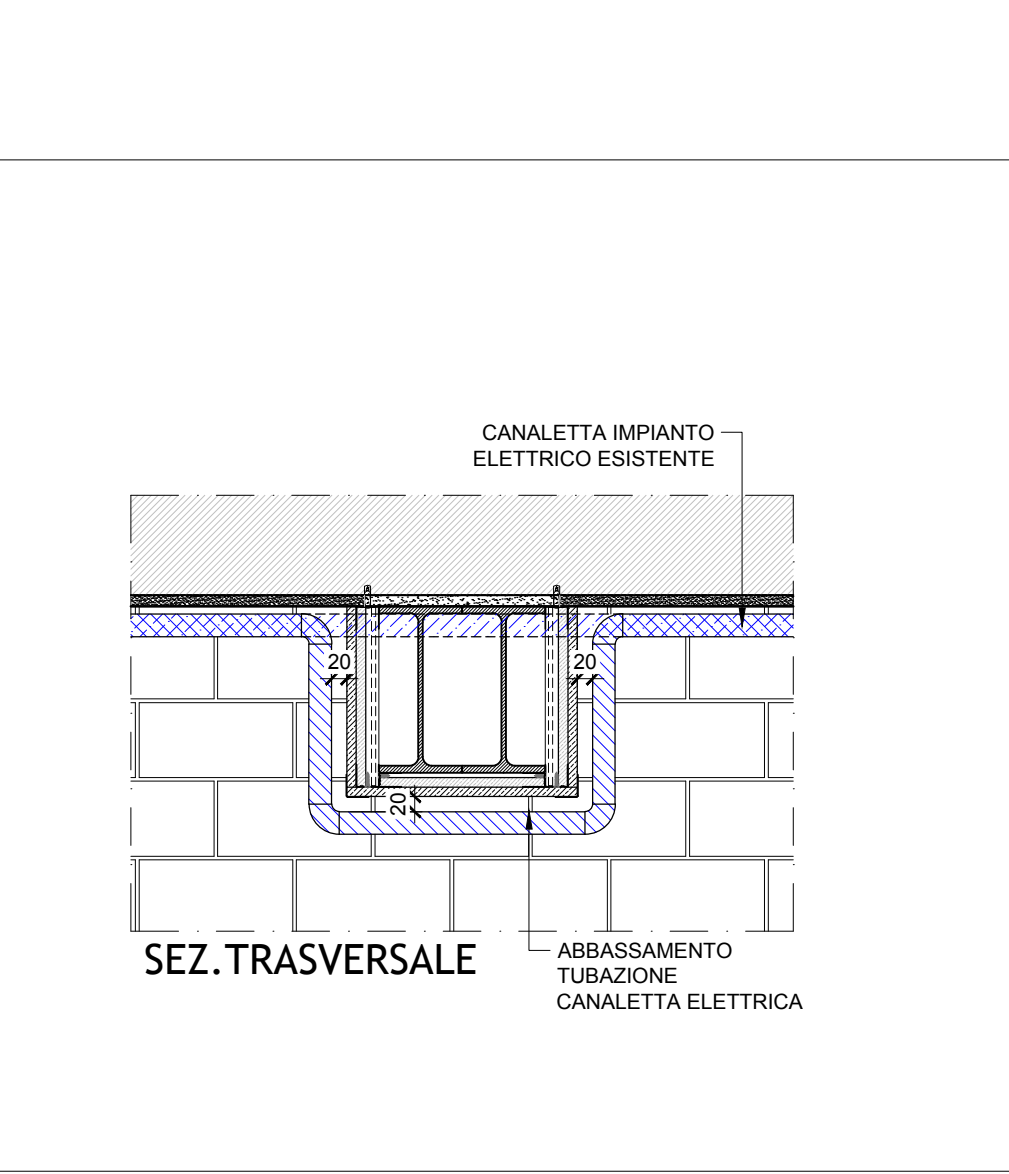 CANALETTA IMPIANTO
ELETTRICO ESISTENTE
20
20
20
SEZ.TRASVERSALE
ABBASSAMENTO
TUBAZIONE
CANALETTA ELETTRICA